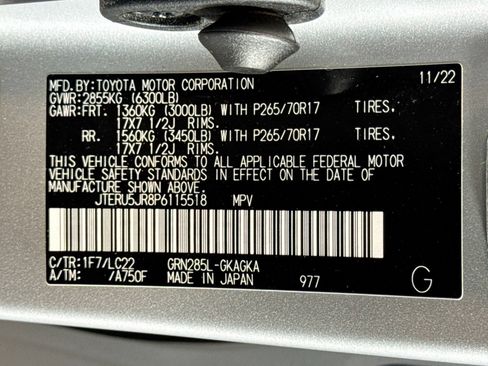 MFD.BY:TOYOTA MOTOR CORPORATION 11/22
GVWR:2855KG (6300LB)
GAWR:FRT. 1360KG (3000LB) WITH P265/70R17 TIRES,
17X7 1/2J RIMS.
RR. 1560KG (3450LB) WITH P265/70R17 TIRES,
17X7 1/2J RIMS.
THIS VEHICLE CONFORMS TO ALL APPLICABLE FEDERAL MOTOR
VEHICLE SAFETY STANDARDS IN EFFECT ON THE DATE OF
MANUFACTURE SHOWN ABOVE.
JTERU5JR8P6115518 MPV
C/TR:1F7/LC22 GRN285L-GKAGKA
A/TM: /A750F MADE IN JAPAN 977 G